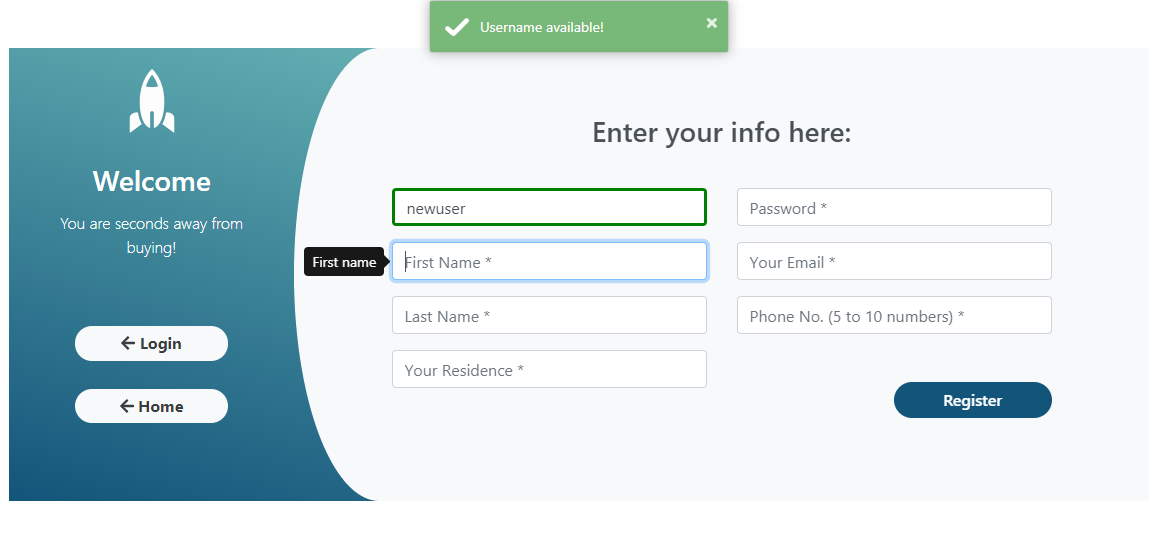 Username available!
×
Welcome
You are seconds away from
buying!
Login
Home
Enter your info here:
newuser
Password *
First name
First Name *
Your Email *
Last Name *
Phone No. (5 to 10 numbers) *
Your Residence *
Register